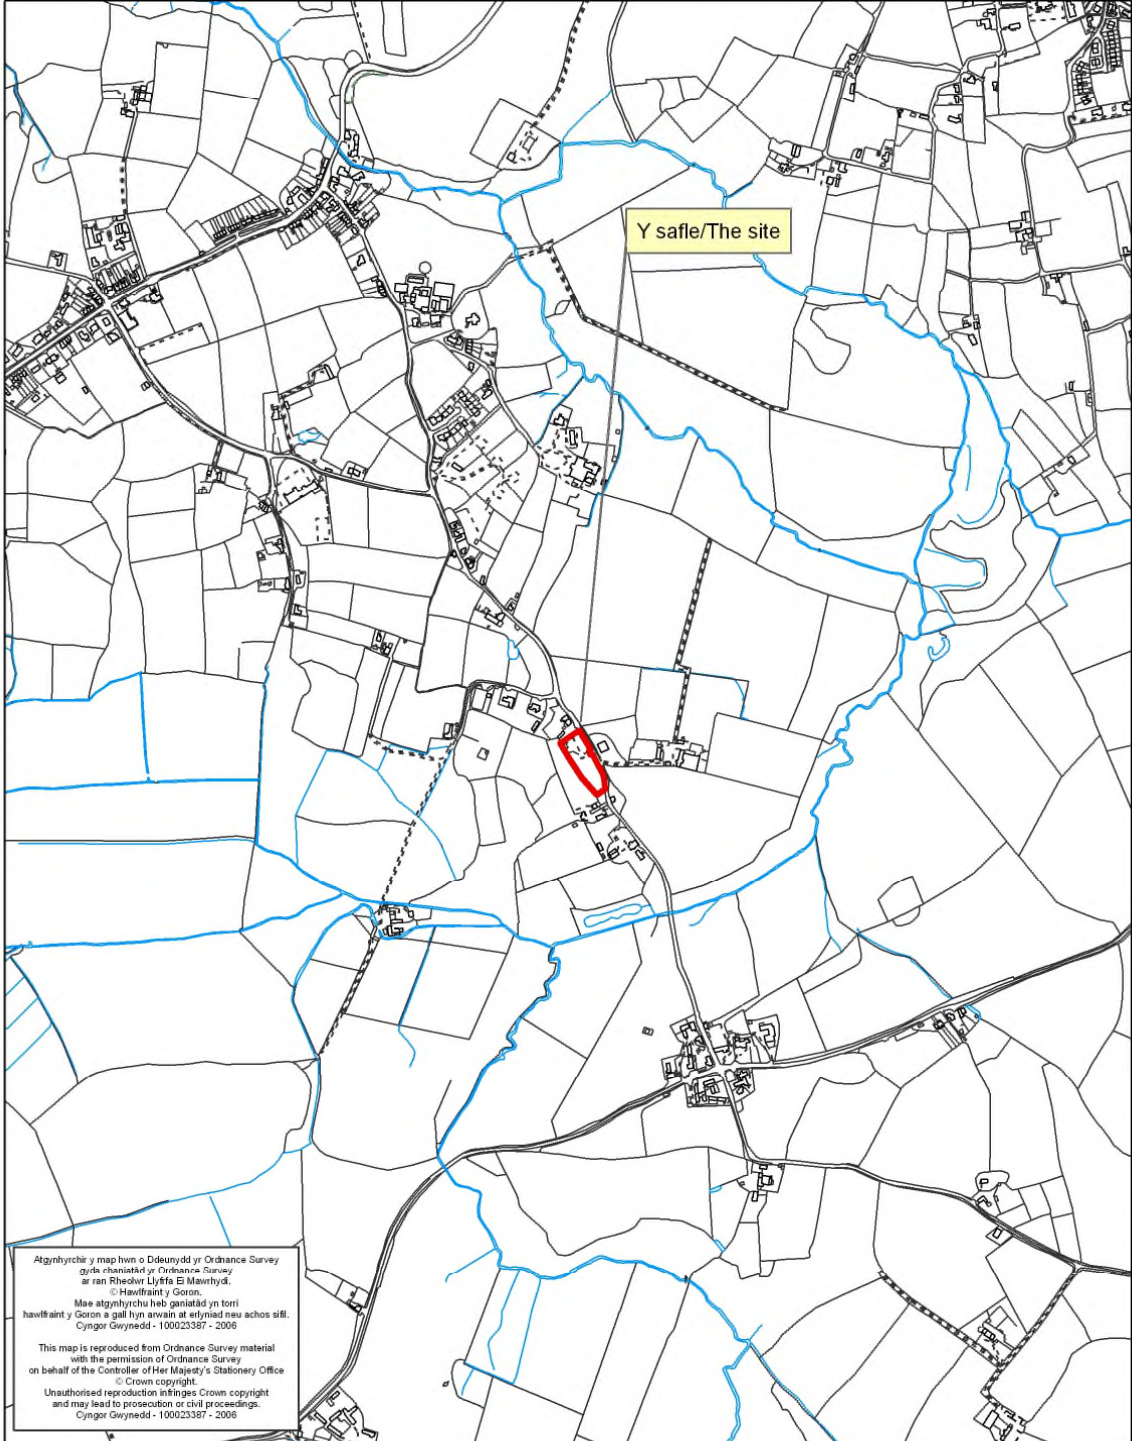 Y safle/The site
Atgynhyrchir y map hwn o Ddeunydd yr Ordnance Survey
gyda chaniatâd yr Ordnance Survey
ar ran Rheolwr Llyfrfa Ei Mawrhydi.
© Hawlfraint y Goron.
Mae atgynhyrchu heb ganiatâd yn torri
hawlfraint y Goron a gall hyn arwain at erlyniad neu achos sifil.
Cyngor Gwynedd - 100023387 - 2006
This map is reproduced from Ordnance Survey material
with the permission of Ordnance Survey
on behalf of the Controller of Her Majesty's Stationery Office
© Crown copyright.
Unauthorised reproduction infringes Crown copyright
and may lead to prosecution or civil proceedings.
Cyngor Gwynedd - 100023387 - 2006